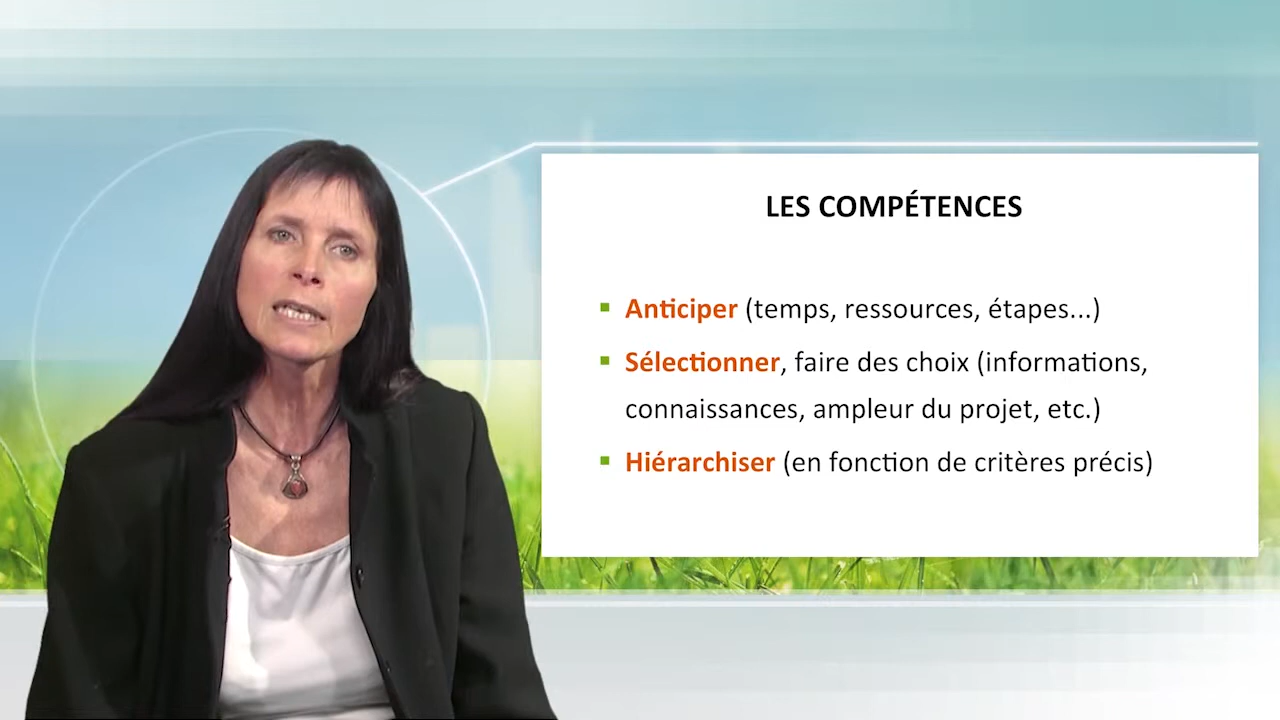 LES COMPÉTENCES
▪ Anticiper (temps, ressources, étapes...)
▪ Sélectionner, faire des choix (informations,
connaissances, ampleur du projet, etc.)
▪ Hiérarchiser (en fonction de critères précis)